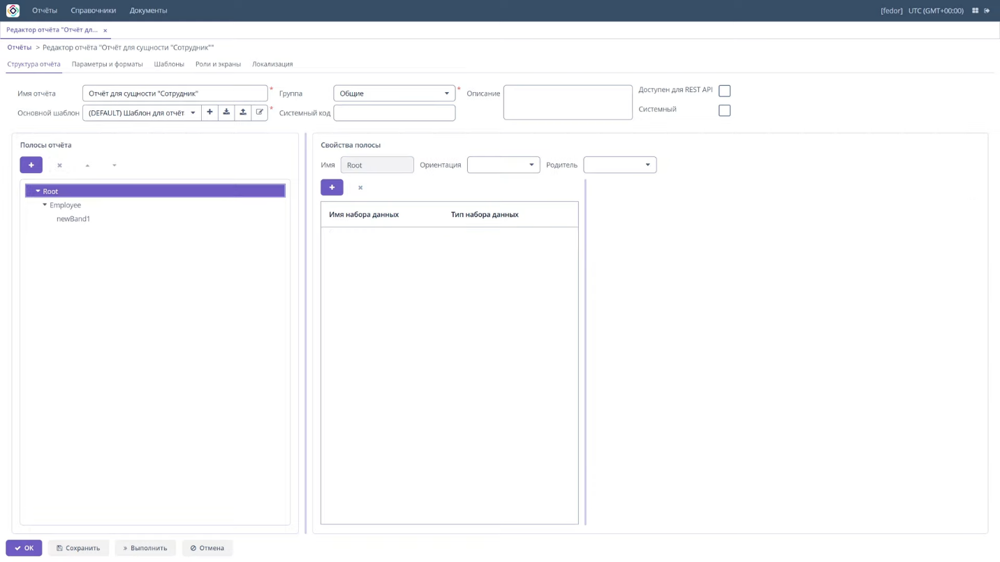 Отчёты Справочники Документы [fedor] UTC (GMT+00:00)
Редактор отчёта "Отчёт дл... ×
Отчёты > Редактор отчёта "Отчёт для сущности "Сотрудник""
Структура отчёта Параметры и форматы Шаблоны Роли и экраны Локализация
Имя отчёта Отчёт для сущности "Сотрудник" * Группа Общие * Описание Доступен для REST API
Основной шаблон (DEFAULT) Шаблон для отчёт * Системный код Системный
Полосы отчёта
Root
Employee
newBand1
Свойства полосы
Имя Root Ориентация Родитель
Имя набора данных Тип набора данных
ОК Сохранить » Выполнить Отмена